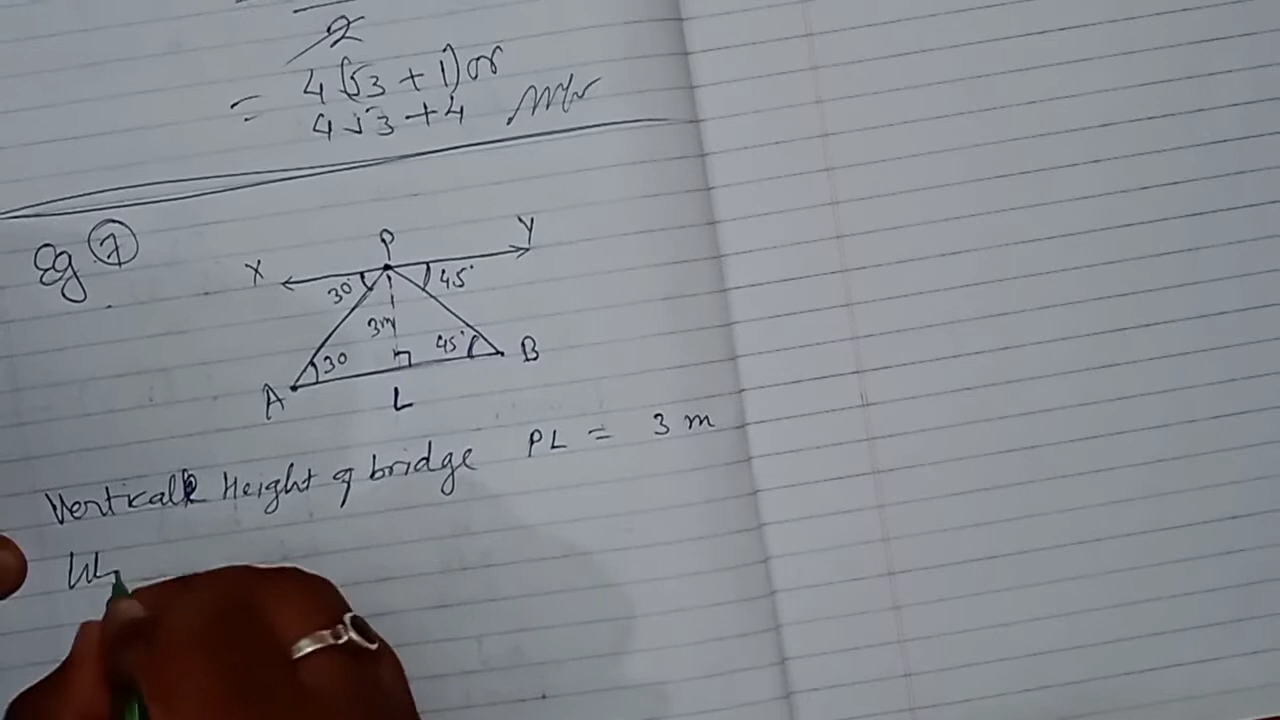 2
4(√3 + 1) or
=
4√3 + 4
Eg 7
P
Y
X
30°
45°
3m
30
45°
B
A
L
Vertical Height of bridge PL = 3 m